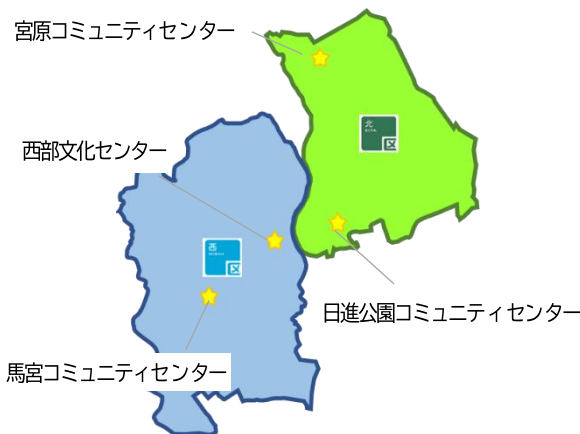 宮原コミュニティセンター
北
区
西部文化センター
西
区
日進公園コミュニティセンター
馬宮コミュニティセンター